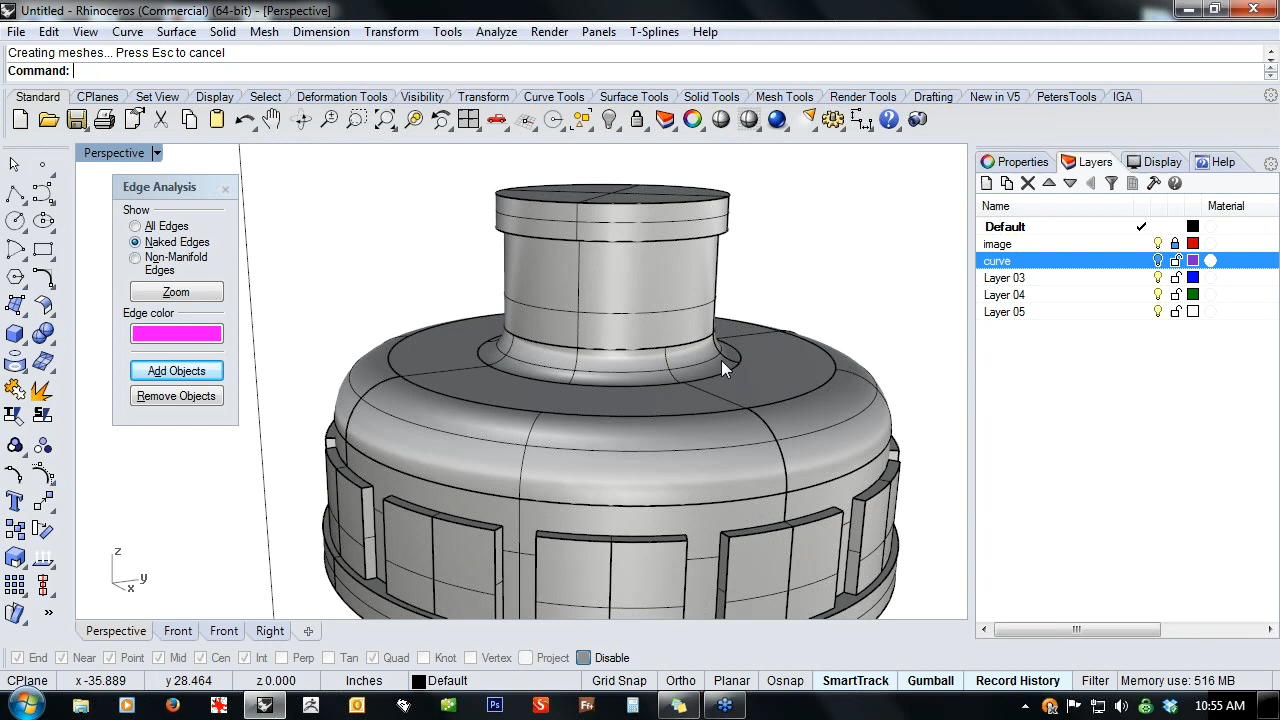 Untitled - Rhinoceros (Commercial) (64-bit) - [Perspective]
File Edit View Curve Surface Solid Mesh Dimension Transform Tools Analyze Render Panels T-Splines Help
Creating meshes... Press Esc to cancel
Command:
Standard CPlanes Set View Display Select Deformation Tools Visibility Transform Curve Tools Surface Tools Solid Tools Mesh Tools Render Tools Drafting New in V5 PetersTools IGA
Perspective
Properties Layers Display Help
Edge Analysis
Show
All Edges
Naked Edges
Non-Manifold
Edges
Zoom
Edge color
Add Objects
Remove Objects
Name Material
Default
image
curve
Layer 03
Layer 04
Layer 05
z
y
x
Perspective Front Front Right
End Near Point Mid Cen Int Perp Tan Quad Knot Vertex Project Disable
CPlane x -35.889 y 28.464 z 0.000 Inches Default Grid Snap Ortho Planar Osnap SmartTrack Gumball Record History Filter Memory use: 516 MB
10:55 AM